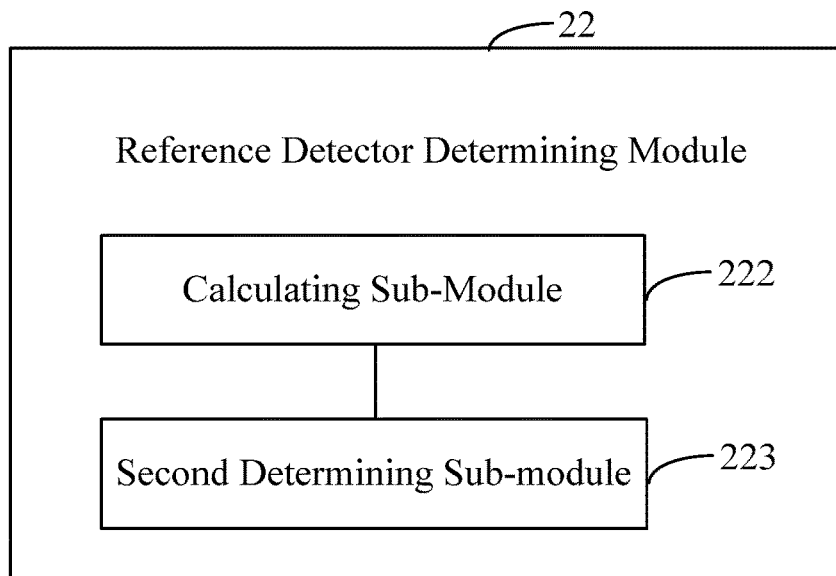 22
Reference Detector Determining Module
Calculating Sub-Module
222
Second Determining Sub-module
223